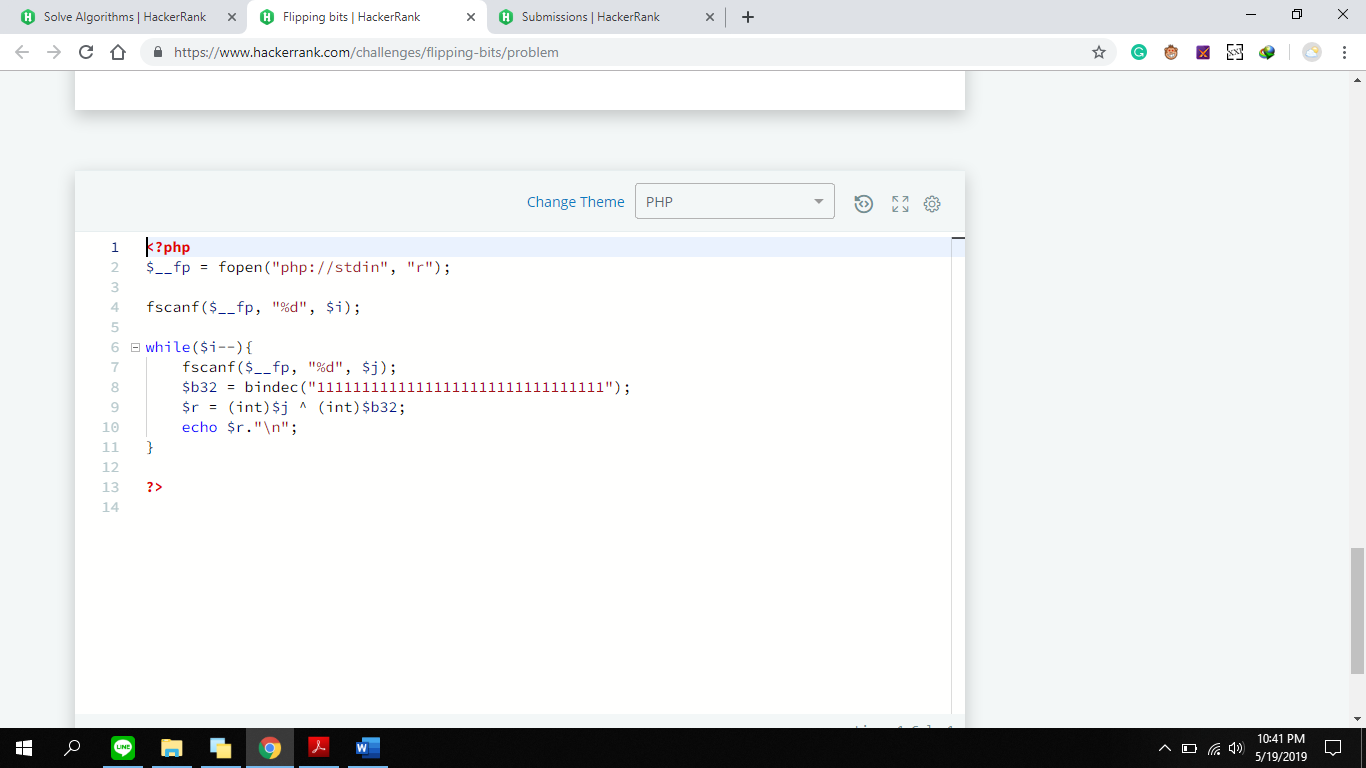 Solve Algorithms | HackerRank
Flipping bits | HackerRank
Submissions | HackerRank
https://www.hackerrank.com/challenges/flipping-bits/problem
Change Theme
PHP
1 <?php
2 $__fp = fopen("php://stdin", "r");
3
4 fscanf($__fp, "%d", $i);
5
6 while($i--){
7 fscanf($__fp, "%d", $j);
8 $b32 = bindec("11111111111111111111111111111111");
9 $r = (int)$j ^ (int)$b32;
10 echo $r."\n";
11 }
12
13 ?>
14
LINE
W
10:41 PM
5/19/2019